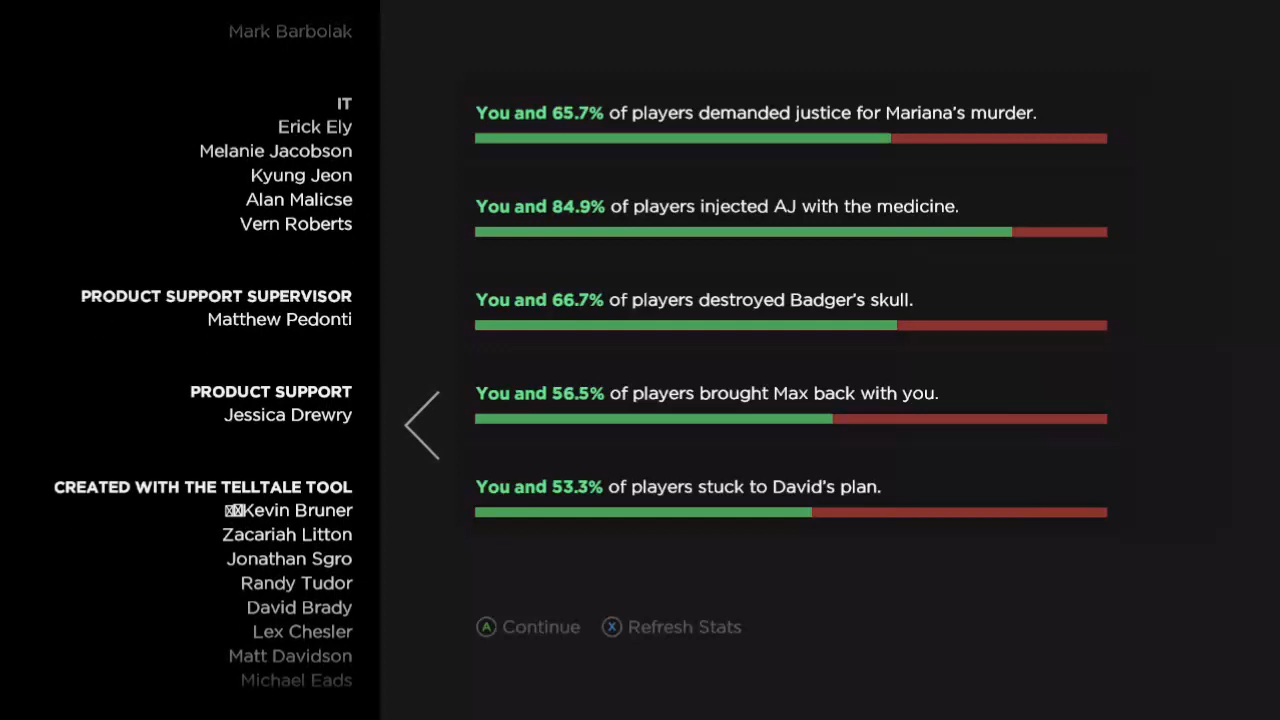 Mark Barbolak
IT
Erick Ely
Melanie Jacobson
Kyung Jeon
Alan Malicse
Vern Roberts
PRODUCT SUPPORT SUPERVISOR
Matthew Pedonti
PRODUCT SUPPORT
Jessica Drewry
CREATED WITH THE TELLTALE TOOL
Kevin Bruner
Zacariah Litton
Jonathan Sgro
Randy Tudor
David Brady
Lex Chesler
Matt Davidson
Michael Eads
You and 65.7% of players demanded justice for Mariana's murder.
You and 84.9% of players injected AJ with the medicine.
You and 66.7% of players destroyed Badger's skull.
You and 56.5% of players brought Max back with you.
You and 53.3% of players stuck to David's plan.
A Continue X Refresh Stats